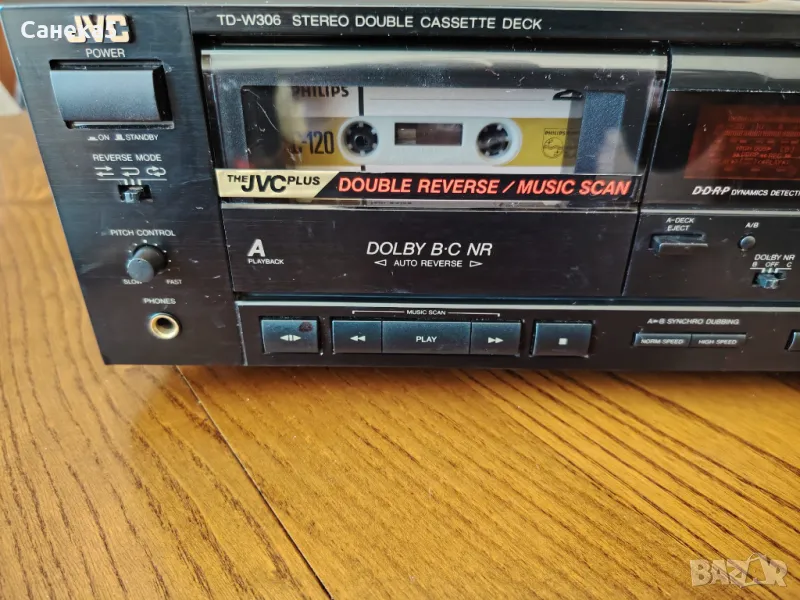 Санека5
JVC
TD-W306 STEREO DOUBLE CASSETTE DECK
POWER
ON STANDBY
REVERSE MODE
PITCH CONTROL
SLOW FAST
PHONES
PHILIPS
-120
THE JVC PLUS DOUBLE REVERSE / MUSIC SCAN
A
PLAYBACK
DOLBY B·C NR
◁ AUTO REVERSE ▷
MUSIC SCAN
◀◀ PLAY ▶▶ ■
D·D·R·P DYNAMICS DETECTI
A-DECK
EJECT
A/B
DOLBY NR
B OFF C
A▶B SYNCHRO DUBBING
NORM·SPEED HIGH SPEED
BAZAR